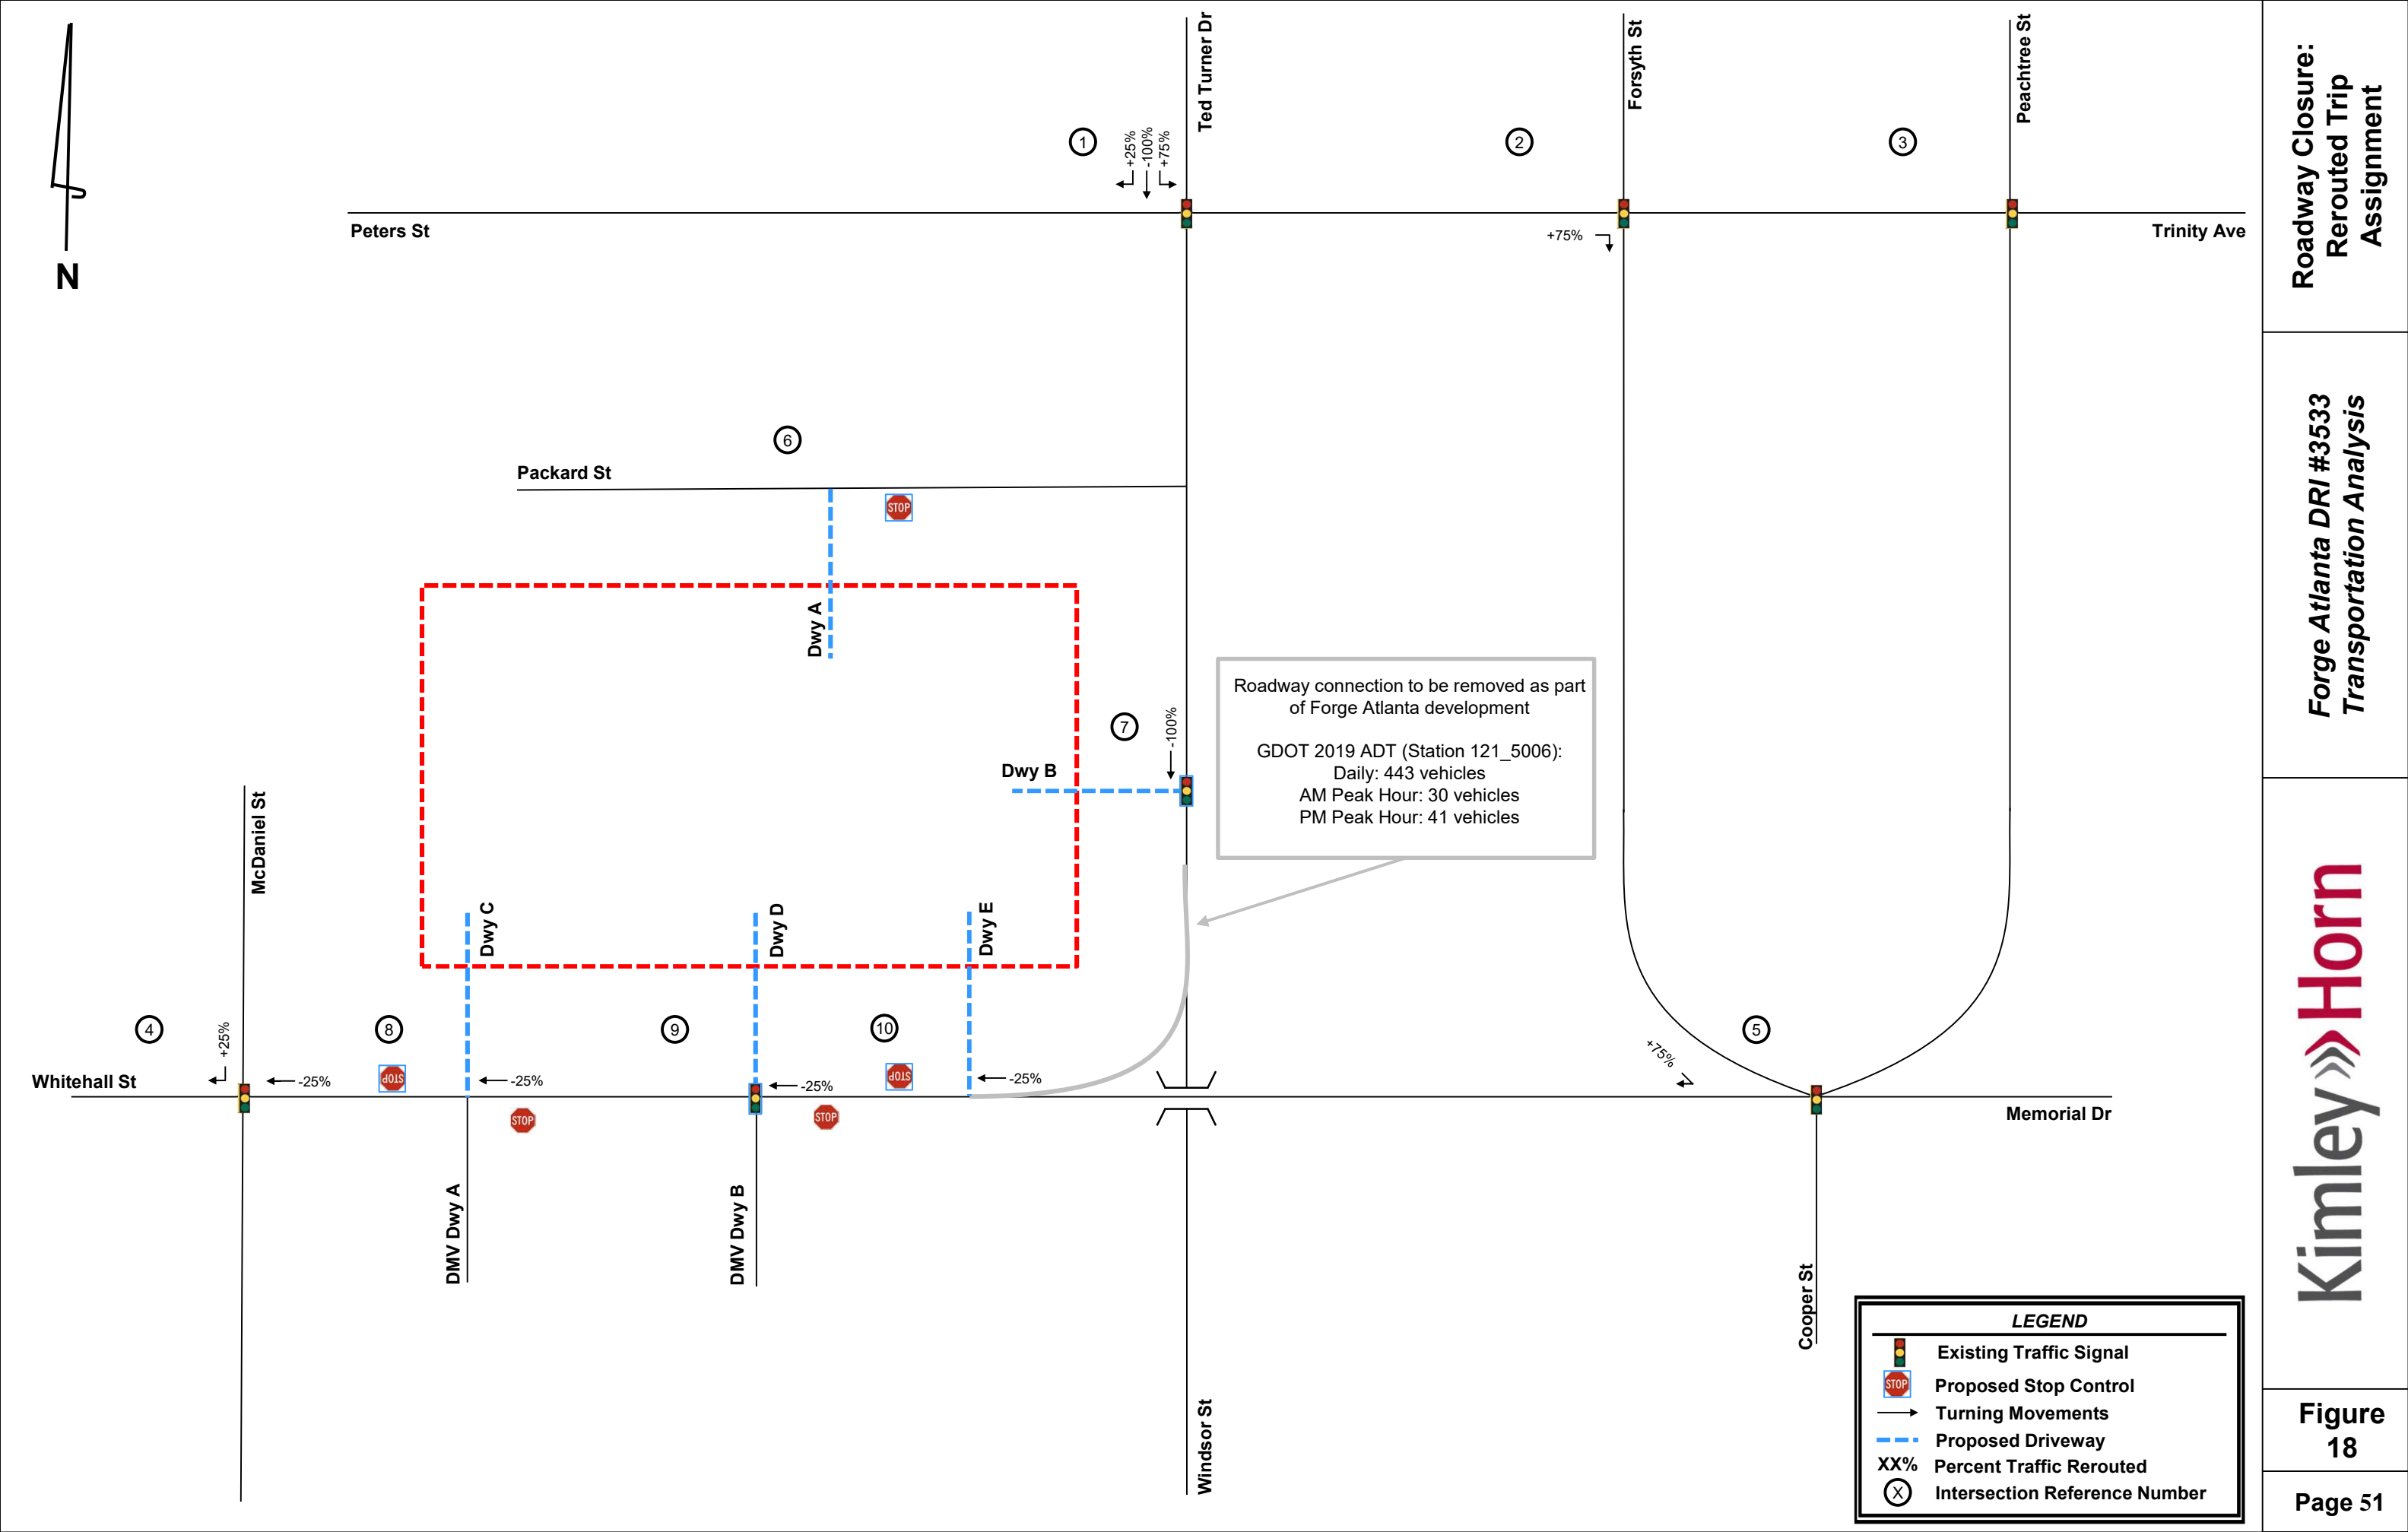 Ted Turner Dr
Forsyth St
Peachtree St
1
+25%
-100%
+75%
2
3
Peters St
+75%
Trinity Ave
N
6
Packard St
STOP
Dwy A
Roadway connection to be removed as part
of Forge Atlanta development
GDOT 2019 ADT (Station 121_5006):
Daily: 443 vehicles
AM Peak Hour: 30 vehicles
PM Peak Hour: 41 vehicles
7
-100%
Dwy B
McDaniel St
Dwy C
Dwy D
Dwy E
4
+25%
8
9
10
5
+75%
Whitehall St
-25%
STOP
-25%
-25%
STOP
-25%
STOP
STOP
Memorial Dr
DMV Dwy A
DMV Dwy B
Cooper St
Windsor St
LEGEND
Existing Traffic Signal
STOP Proposed Stop Control
Turning Movements
Proposed Driveway
XX% Percent Traffic Rerouted
X Intersection Reference Number
Roadway Closure:
Rerouted Trip
Assignment
Forge Atlanta DRI #3533
Transportation Analysis
Kimley»Horn
Figure
18
Page 51